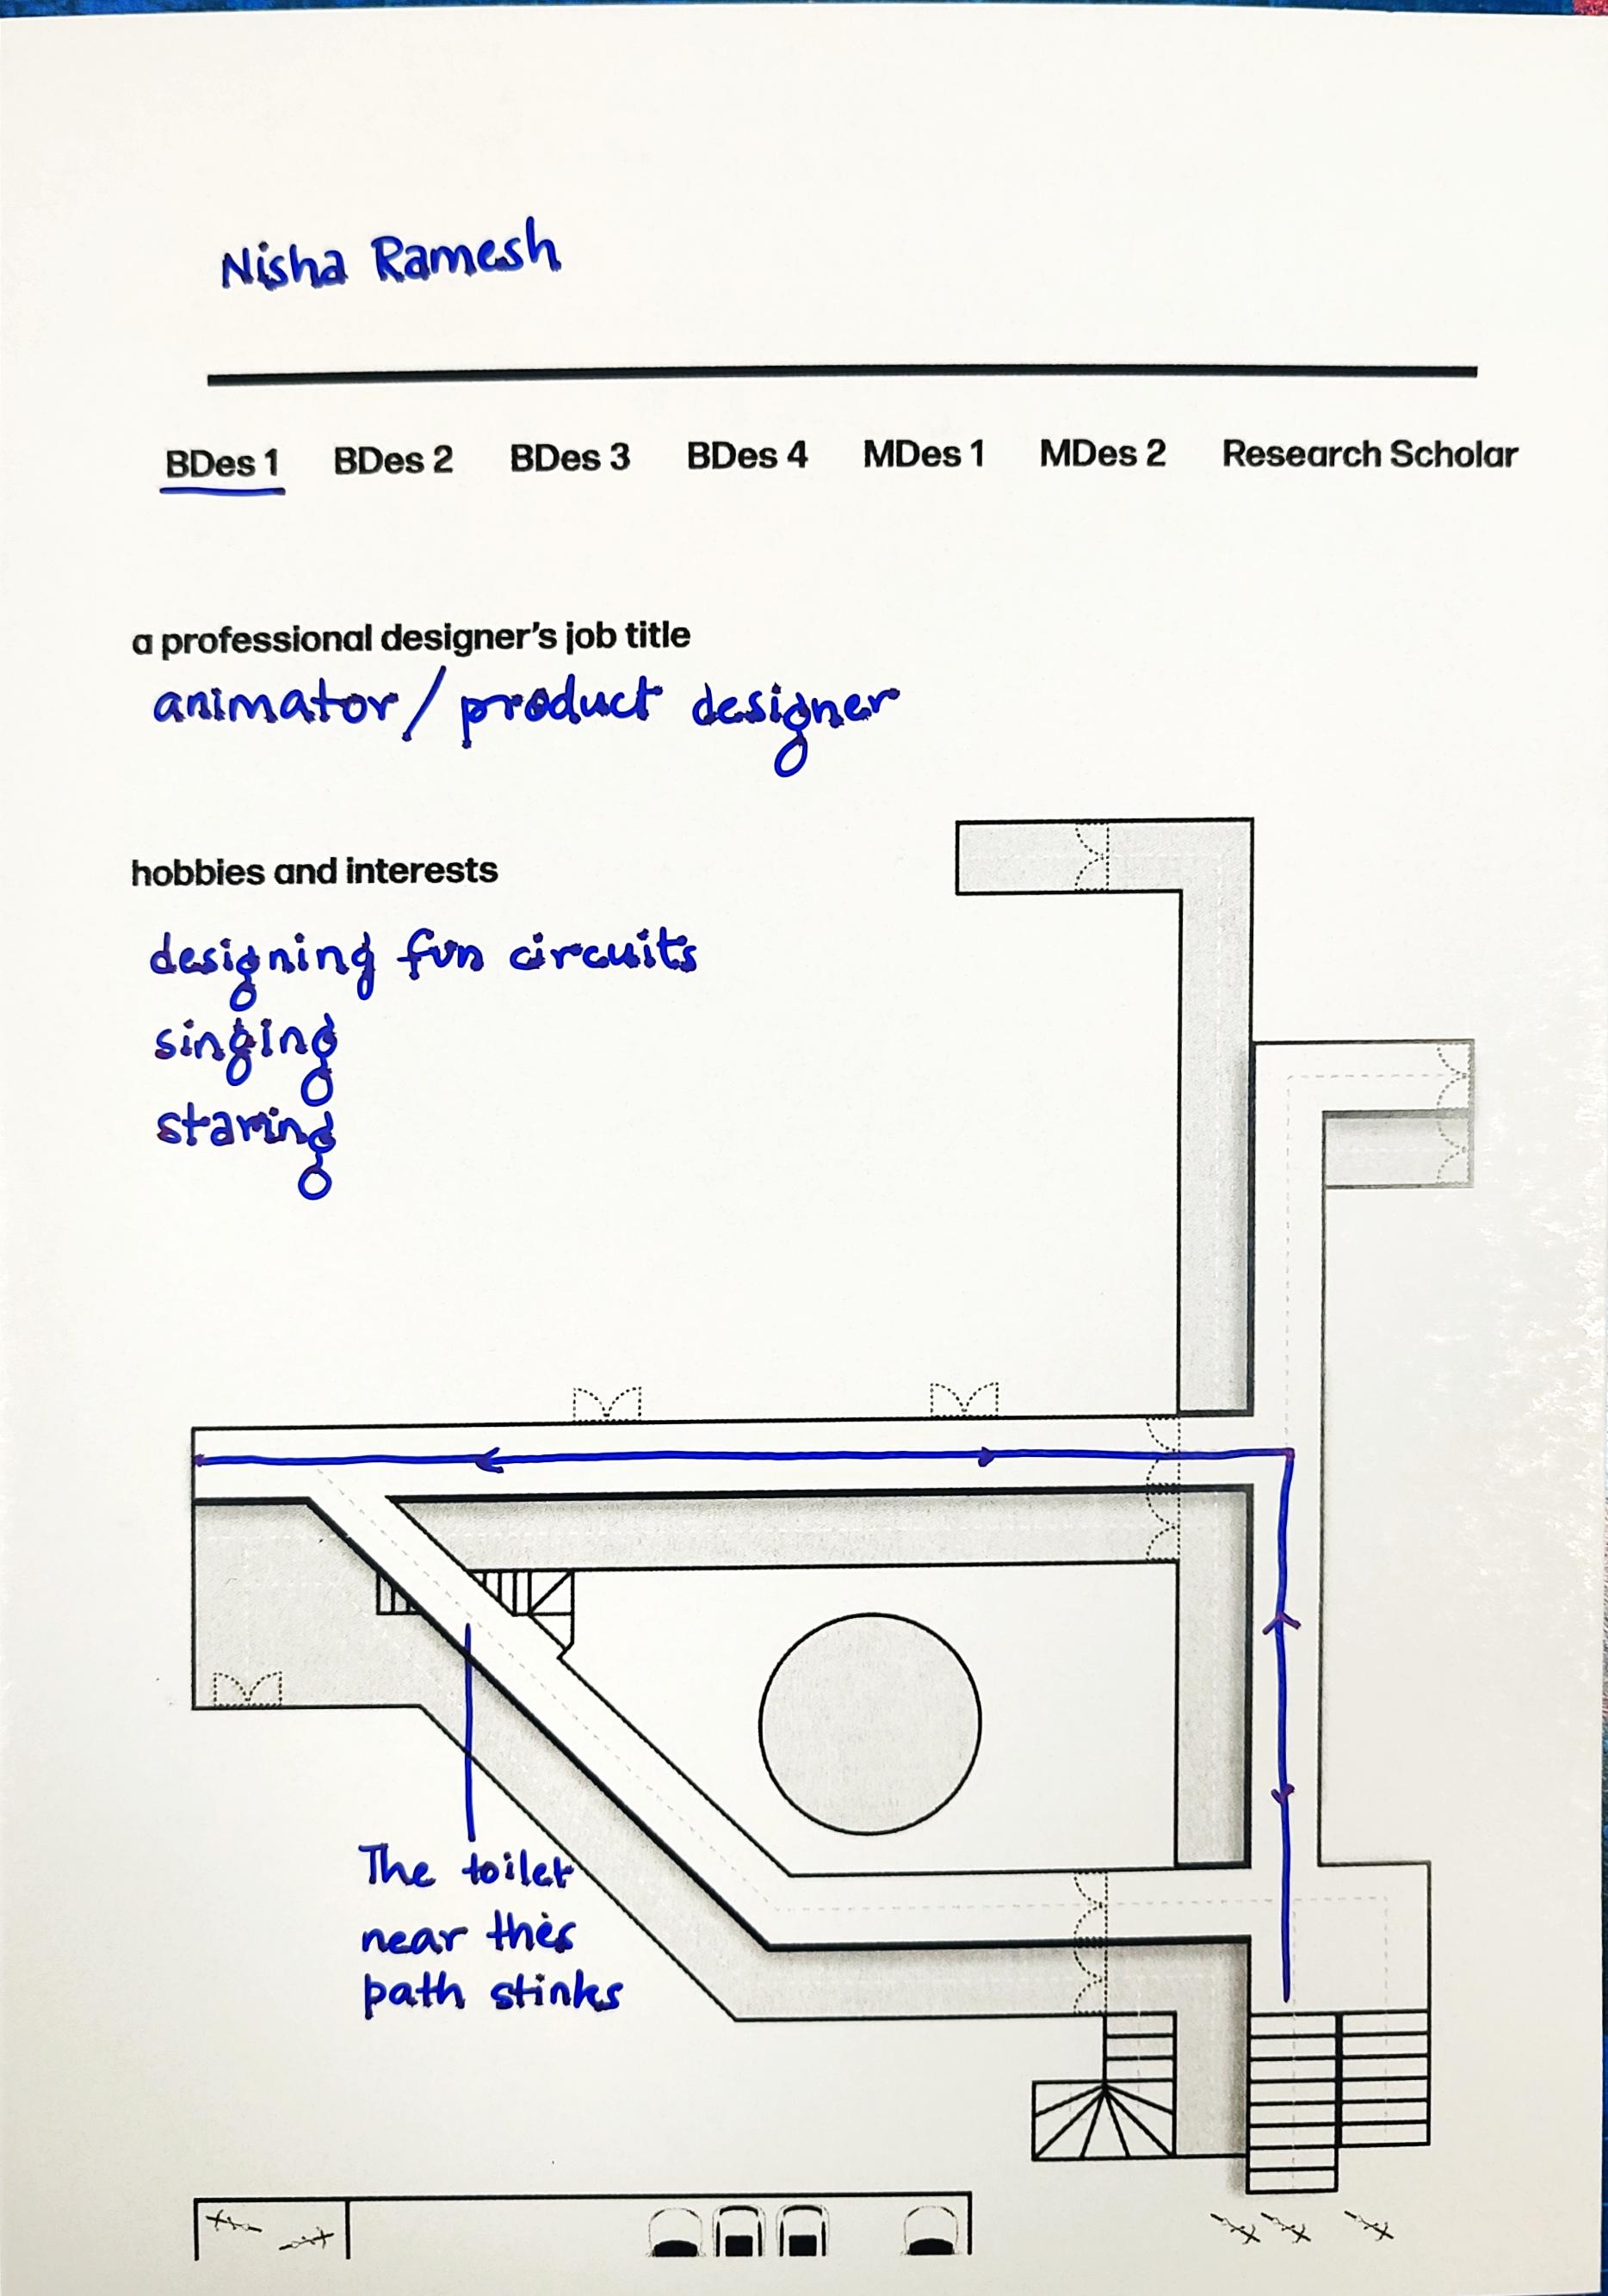 Nisha Ramesh
BDes 1 BDes 2 BDes 3 BDes 4 MDes 1 MDes 2 Research Scholar
a professional designer's job title
animator / product designer
hobbies and interests
designing fun circuits
singing
staring
The toilet
near this
path stinks